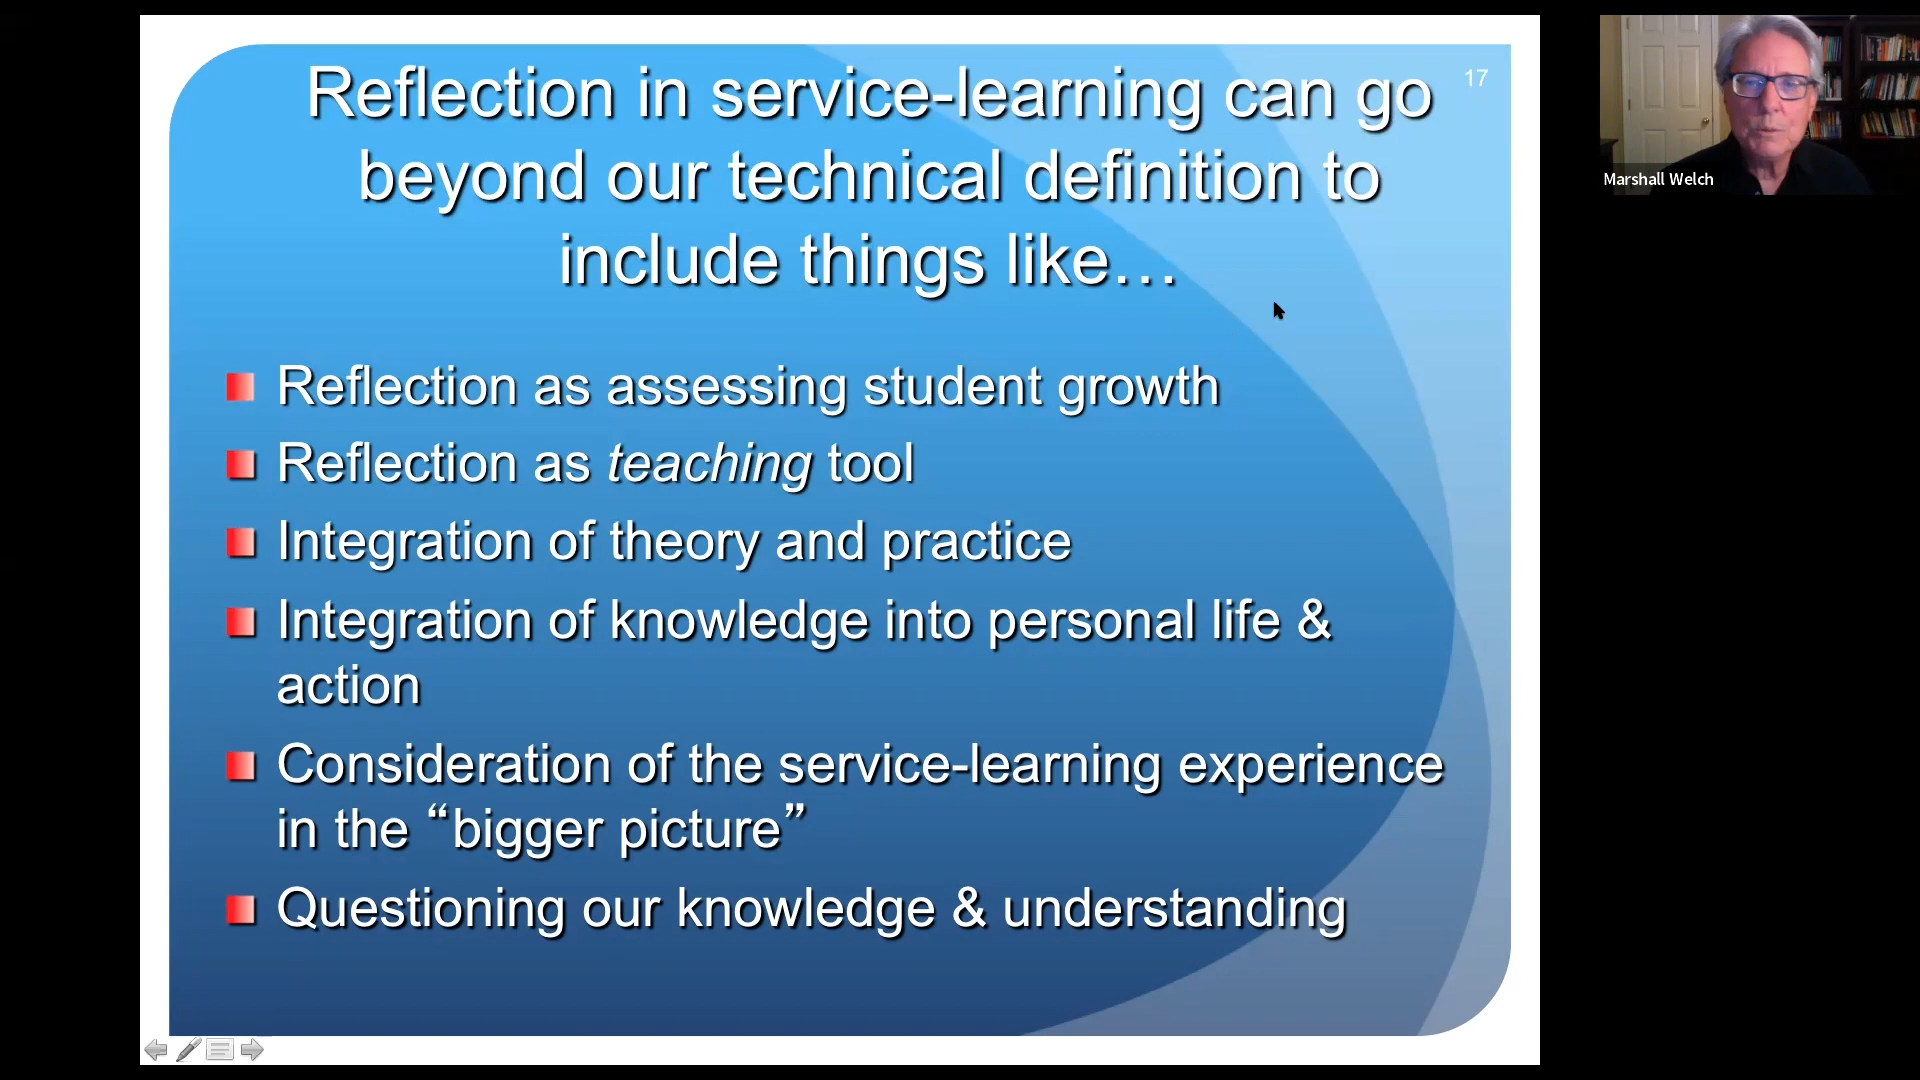 Reflection in service-learning can go
beyond our technical definition to
include things like…
17
Marshall Welch
Reflection as assessing student growth
Reflection as teaching tool
Integration of theory and practice
Integration of knowledge into personal life &
action
Consideration of the service-learning experience
in the “bigger picture”
Questioning our knowledge & understanding